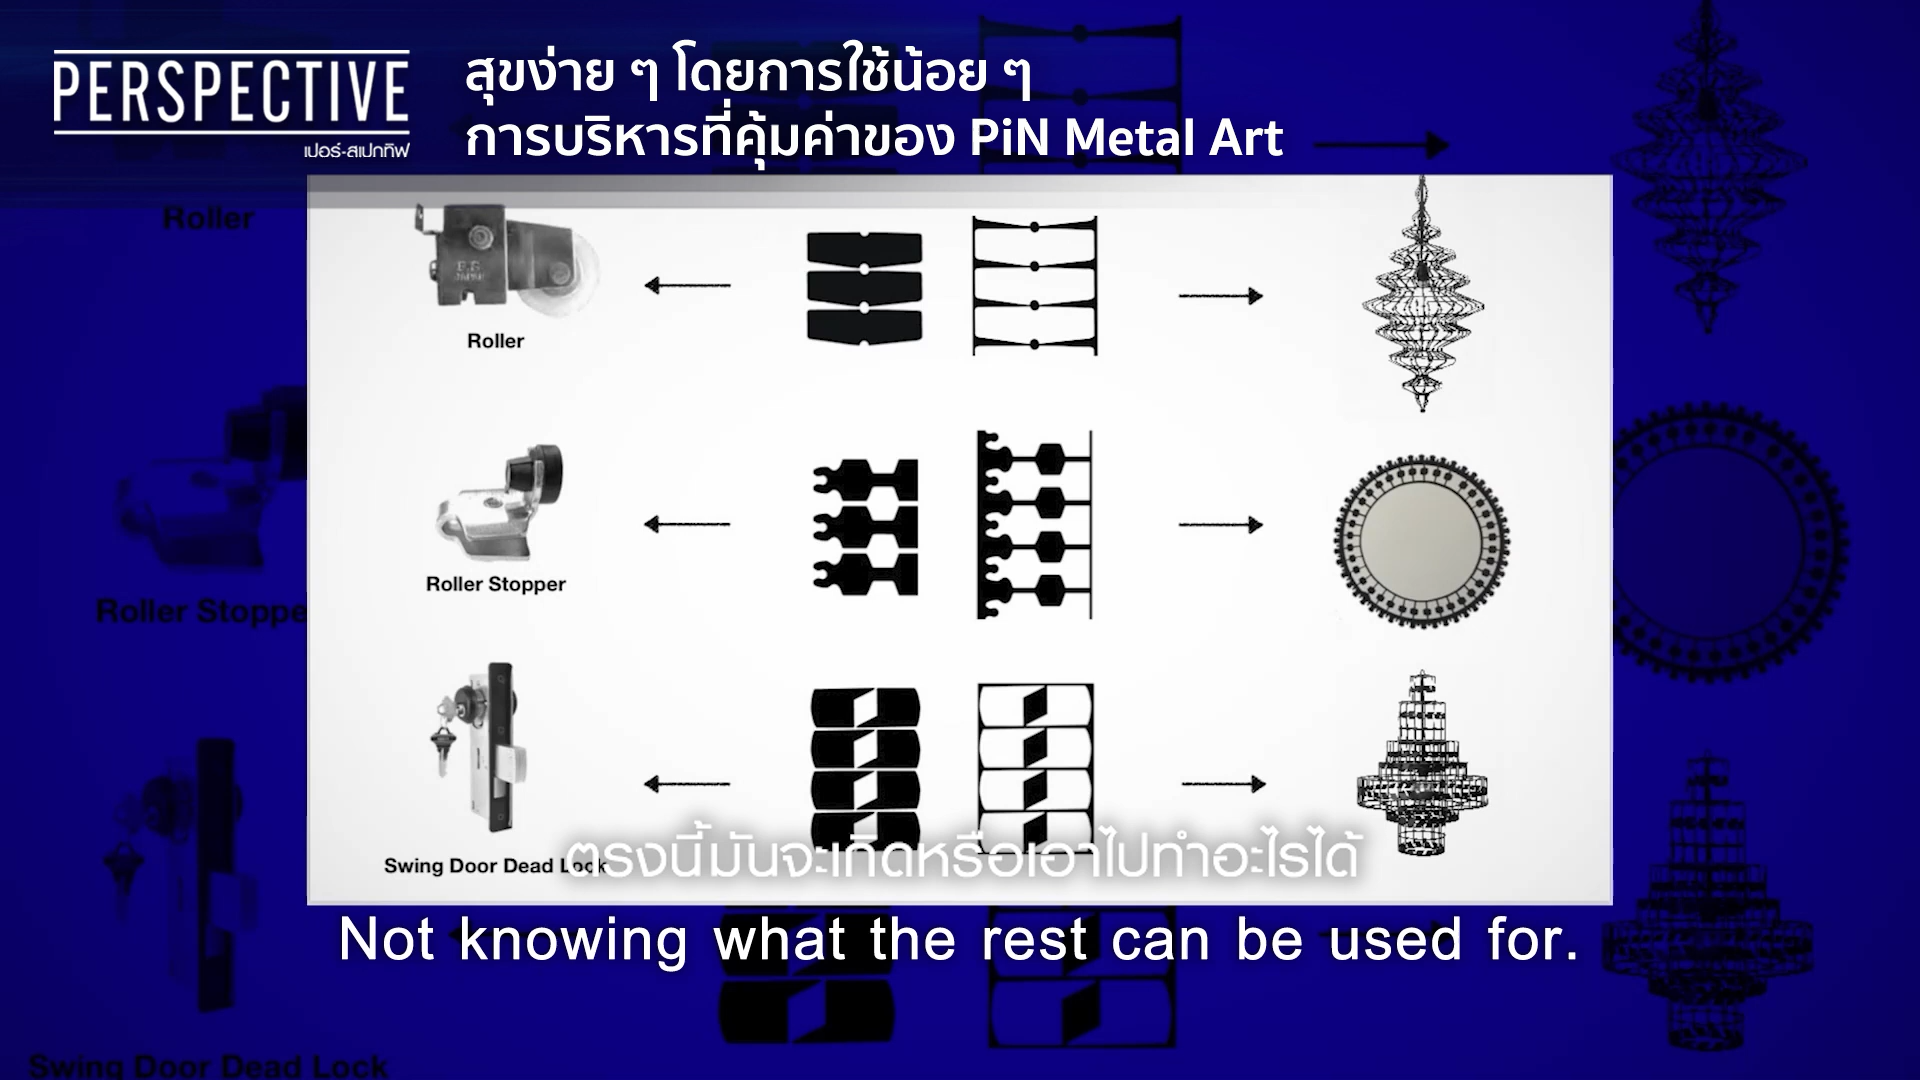 PERSPECTIVE
เปอร์-สเปกทิฟ
สุขง่าย ๆ โดยการใช้น้อย ๆ
การบริหารที่คุ้มค่าของ PiN Metal Art
Roller
Roller
Roller Stopper
Roller Stoppe
Swing Door Dead Lock
ตรงนี้มันจะเกิดหรือเอาไปทำอะไรได้
Not knowing what the rest can be used for.
Swing Door Dead Lock